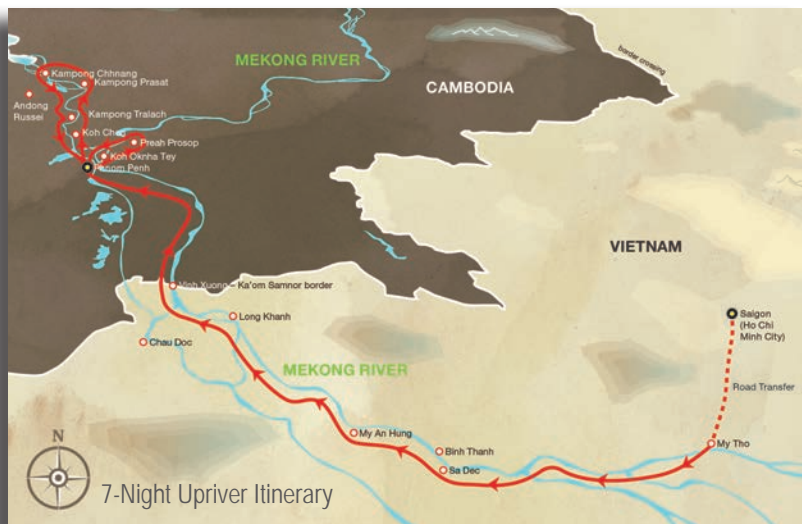 MEKONG RIVER
CAMBODIA
border crossing
Kampong Chhnang
Kampong Prasat
Andong
Russei
Kampong Tralach
Koh Chen
Preah Prosop
Koh Oknha Tey
Phnom Penh
VIETNAM
Vinh Xuong – Ka'om Samnor border
Long Khanh
Chau Doc
MEKONG RIVER
Saigon
(Ho Chi
Minh City)
Road Transfer
My An Hung
Binh Thanh
Sa Dec
My Tho
N
7-Night Upriver Itinerary